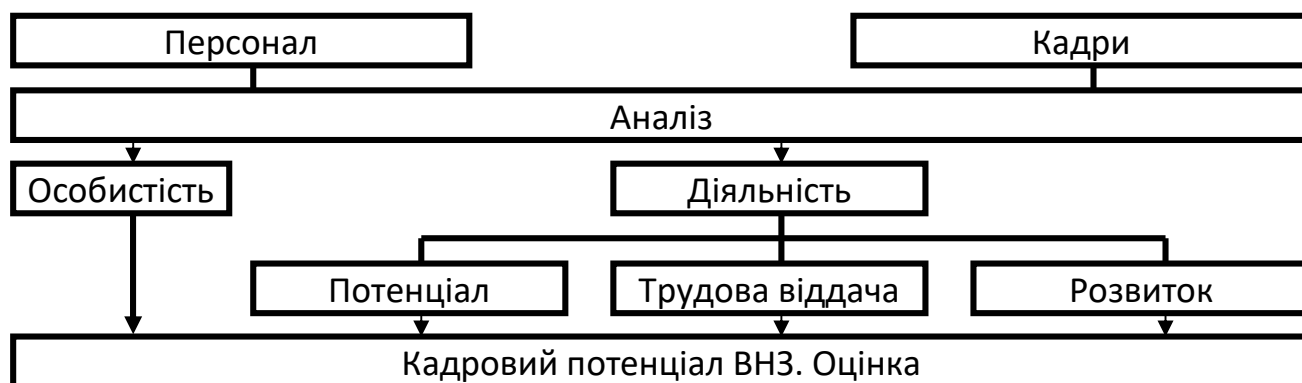 Персонал
Кадри
Аналіз
Особистість
Діяльність
Потенціал
Трудова віддача
Розвиток
Кадровий потенціал ВНЗ. Оцінка